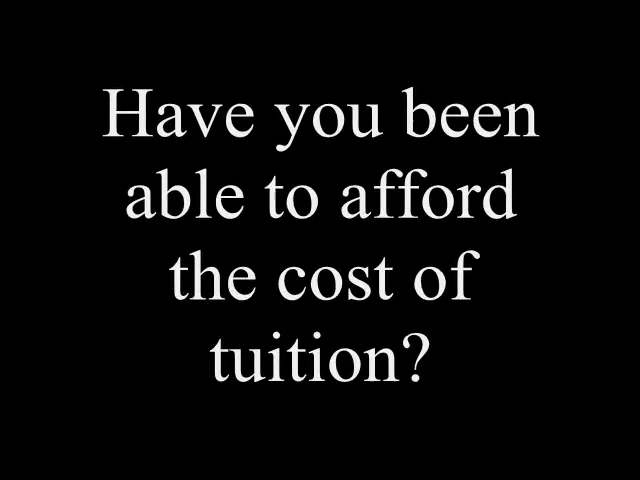 Have you been
able to afford
the cost of
tuition?